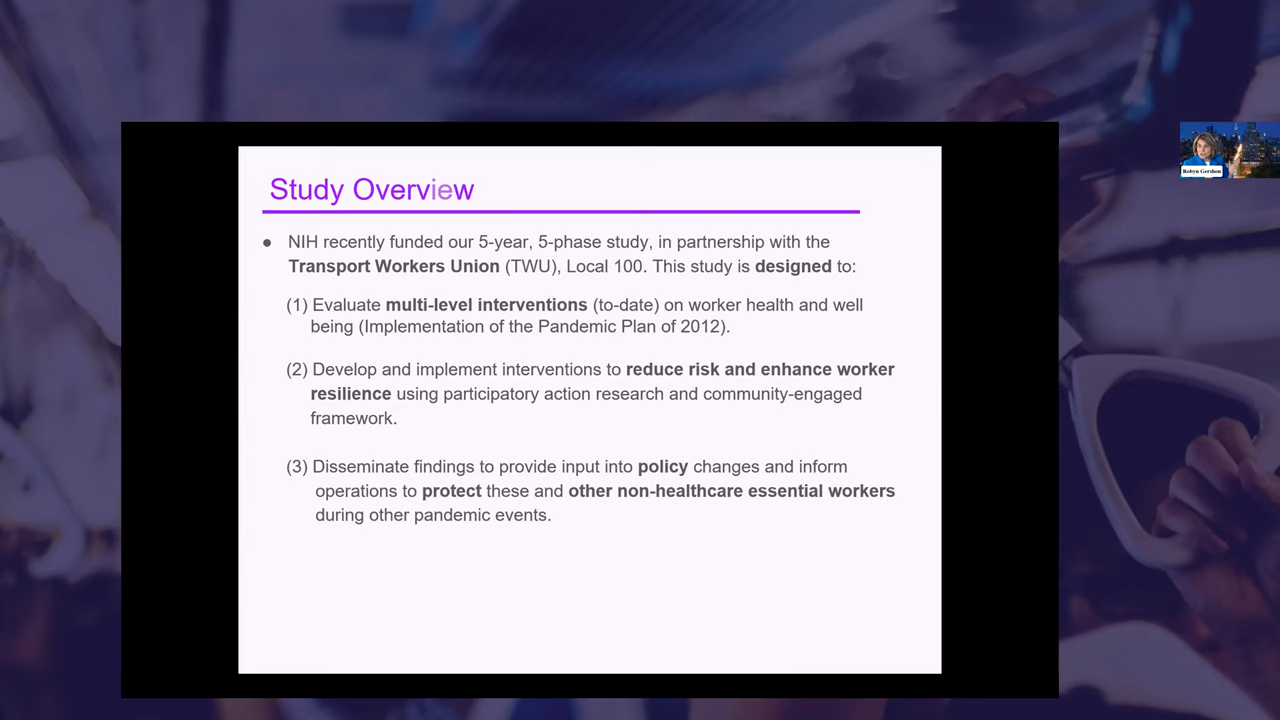 Study Overview
● NIH recently funded our 5-year, 5-phase study, in partnership with the
Transport Workers Union (TWU), Local 100. This study is designed to:
(1) Evaluate multi-level interventions (to-date) on worker health and well
being (Implementation of the Pandemic Plan of 2012).
(2) Develop and implement interventions to reduce risk and enhance worker
resilience using participatory action research and community-engaged
framework.
(3) Disseminate findings to provide input into policy changes and inform
operations to protect these and other non-healthcare essential workers
during other pandemic events.
Robyn Gershon